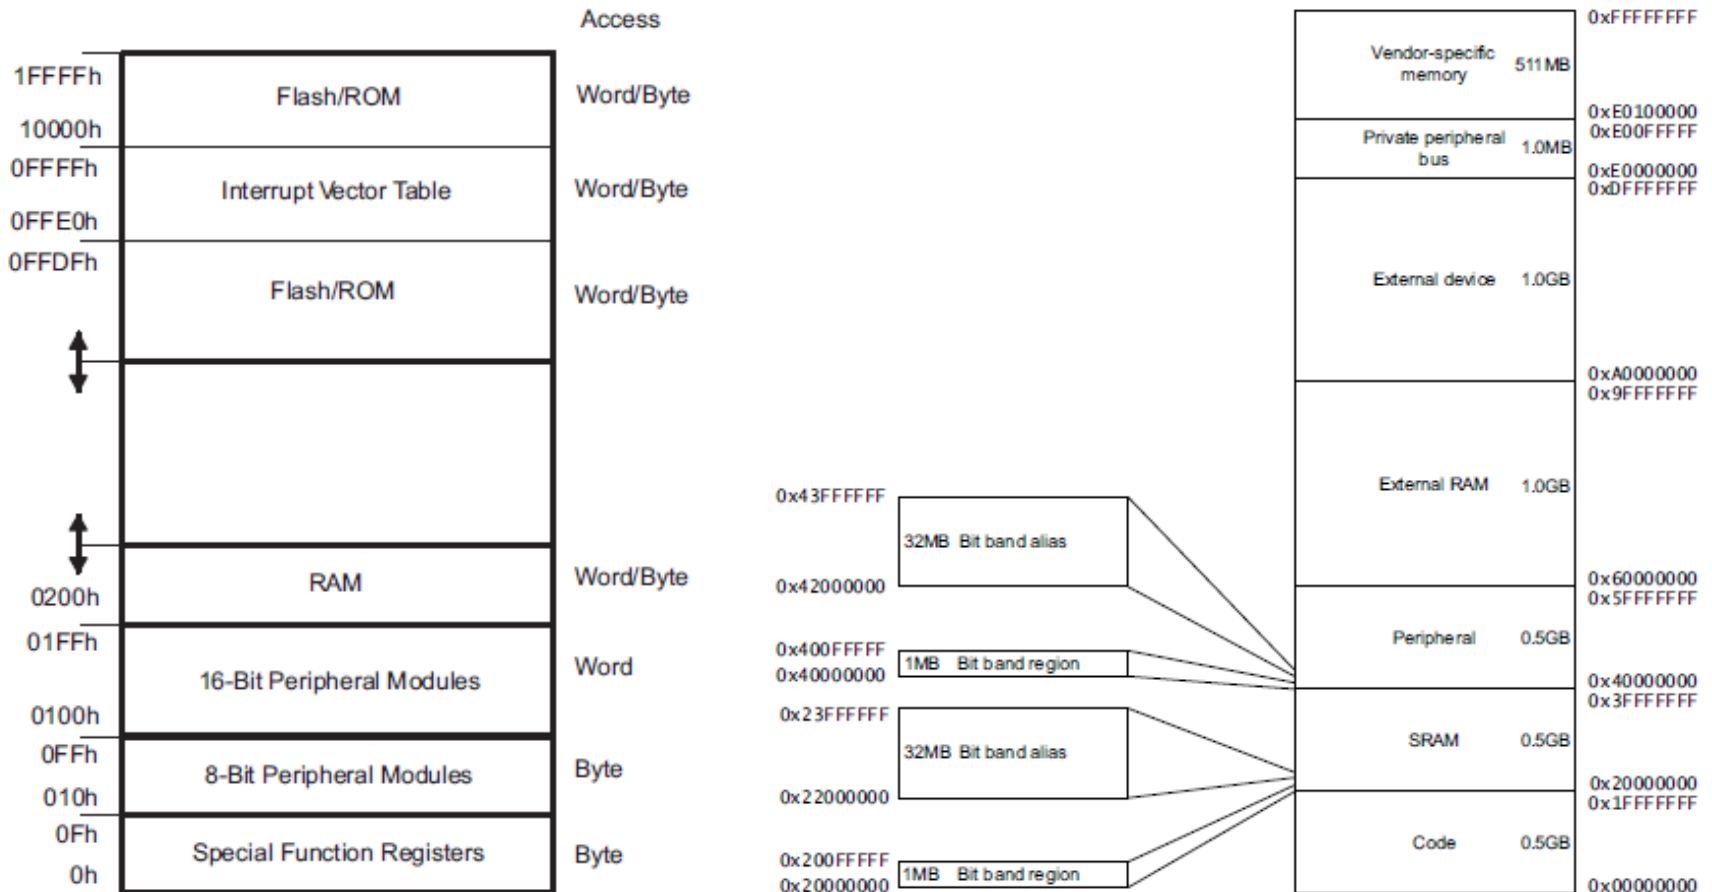 Access
1FFFFh
Flash/ROM
Word/Byte
10000h
0FFFFh
Interrupt Vector Table
Word/Byte
0FFE0h
0FFDFh
Flash/ROM
Word/Byte
RAM
Word/Byte
0200h
01FFh
16-Bit Peripheral Modules
Word
0100h
0FFh
8-Bit Peripheral Modules
Byte
010h
0Fh
Special Function Registers
Byte
0h
0x43FFFFFF
32MB Bit band alias
0x42000000
0x400FFFFF
1MB Bit band region
0x40000000
0x23FFFFFF
32MB Bit band alias
0x22000000
0x200FFFFF
1MB Bit band region
0x20000000
0xFFFFFFFF
Vendor-specific
memory
511MB
0xE0100000
0xE00FFFFF
Private peripheral
bus
1.0MB
0xE0000000
0xDFFFFFFF
External device 1.0GB
0xA0000000
0x9FFFFFFF
External RAM 1.0GB
0x60000000
0x5FFFFFFF
Peripheral 0.5GB
0x40000000
0x3FFFFFFF
SRAM 0.5GB
0x20000000
0x1FFFFFFF
Code 0.5GB
0x00000000